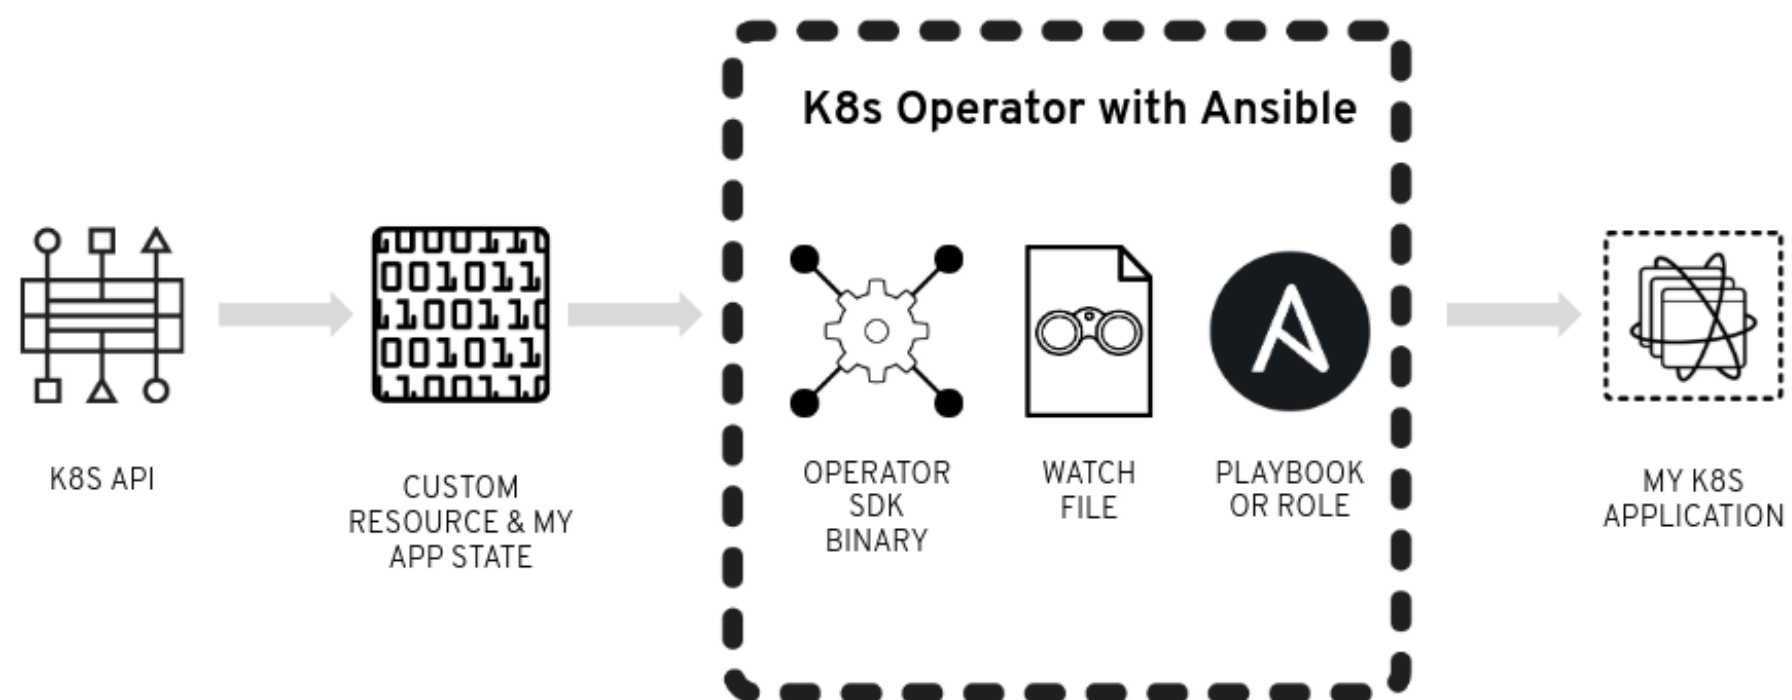 K8s Operator with Ansible
K8S API
CUSTOM
RESOURCE & MY
APP STATE
OPERATOR
SDK
BINARY
WATCH
FILE
PLAYBOOK
OR ROLE
MY K8S
APPLICATION